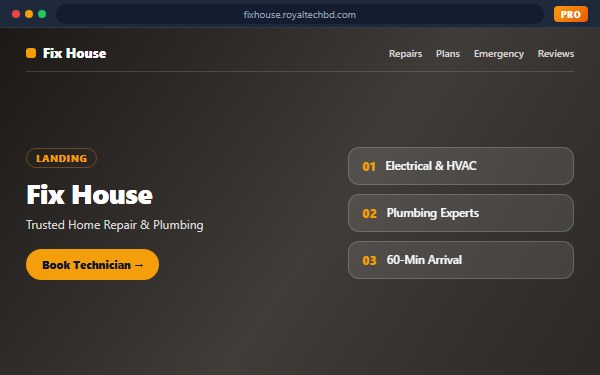 fixhouse.royaltechbd.com
PRO
Fix House
Repairs Plans Emergency Reviews
LANDING
Fix House
Trusted Home Repair & Plumbing
Book Technician →
01 Electrical & HVAC
02 Plumbing Experts
03 60-Min Arrival